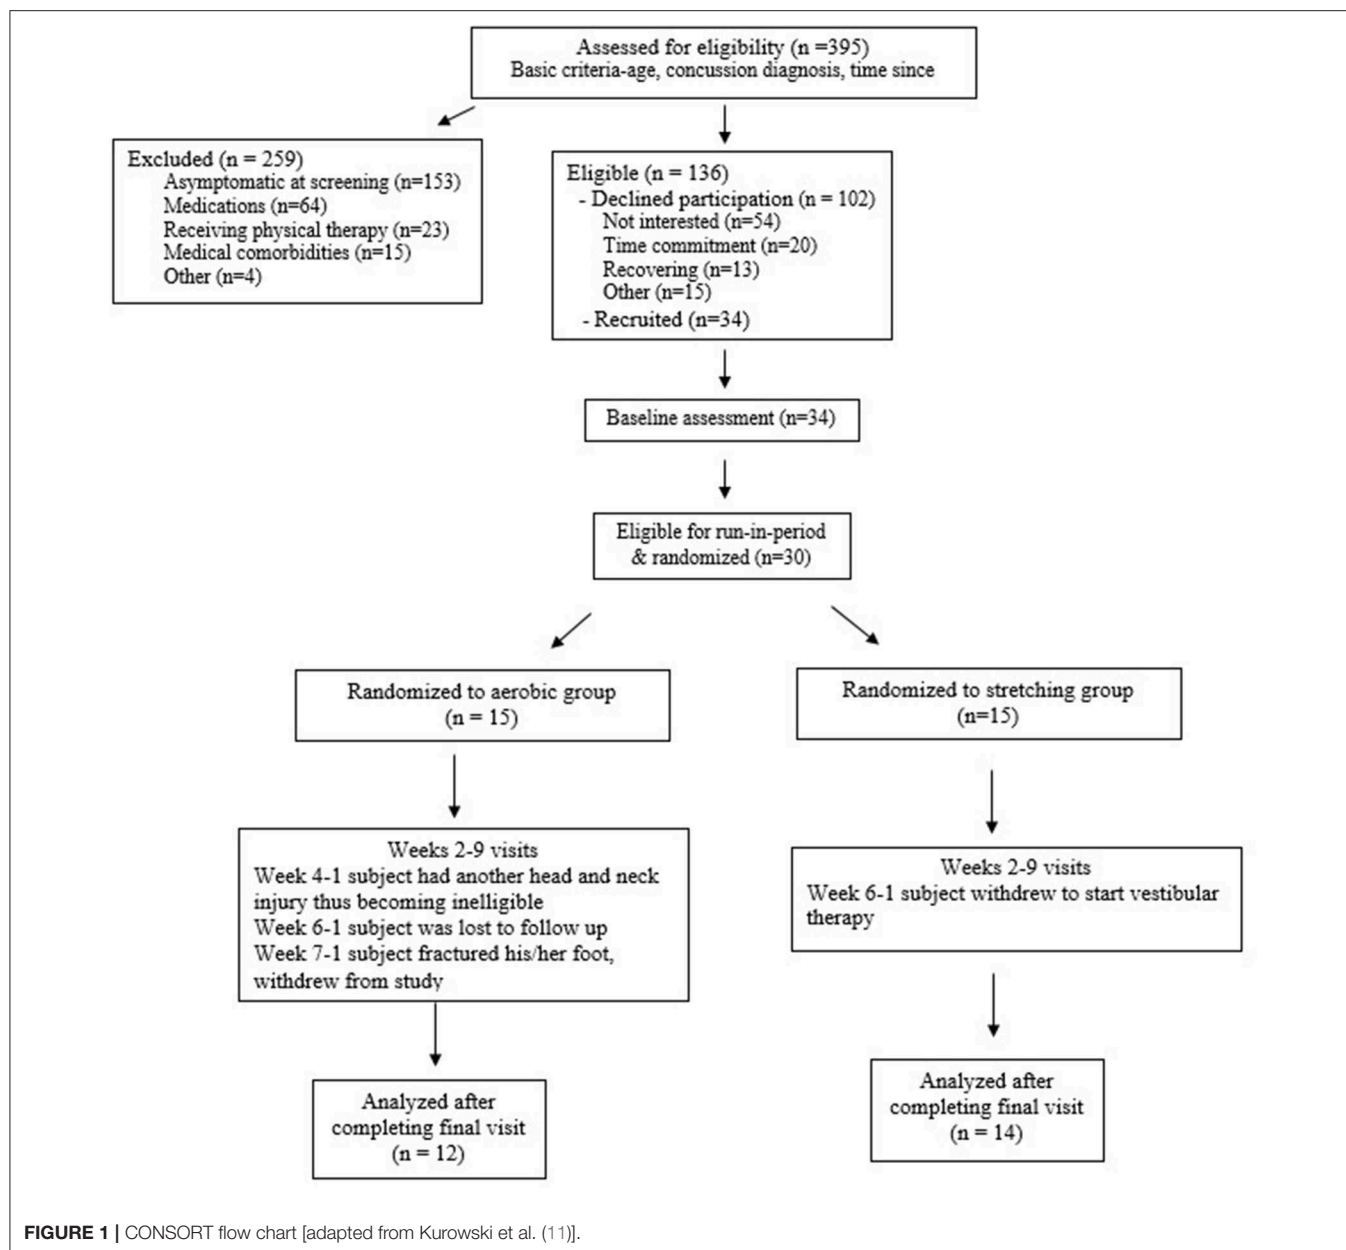 Assessed for eligibility (n =395)
Basic criteria-age, concussion diagnosis, time since
Excluded (n = 259)
Asymptomatic at screening (n=153)
Medications (n=64)
Receiving physical therapy (n=23)
Medical comorbidities (n=15)
Other (n=4)
Eligible (n = 136)
- Declined participation (n = 102)
Not interested (n=54)
Time commitment (n=20)
Recovering (n=13)
Other (n=15)
- Recruited (n=34)
Baseline assessment (n=34)
Eligible for run-in-period
& randomized (n=30)
Randomized to aerobic group
(n = 15)
Randomized to stretching group
(n=15)
Weeks 2-9 visits
Week 4-1 subject had another head and neck
injury thus becoming inelligible
Week 6-1 subject was lost to follow up
Week 7-1 subject fractured his/her foot,
withdrew from study
Weeks 2-9 visits
Week 6-1 subject withdrew to start vestibular
therapy
Analyzed after
completing final visit
(n = 12)
Analyzed after
completing final visit
(n = 14)
FIGURE 1 | CONSORT flow chart [adapted from Kurowski et al. (11)].